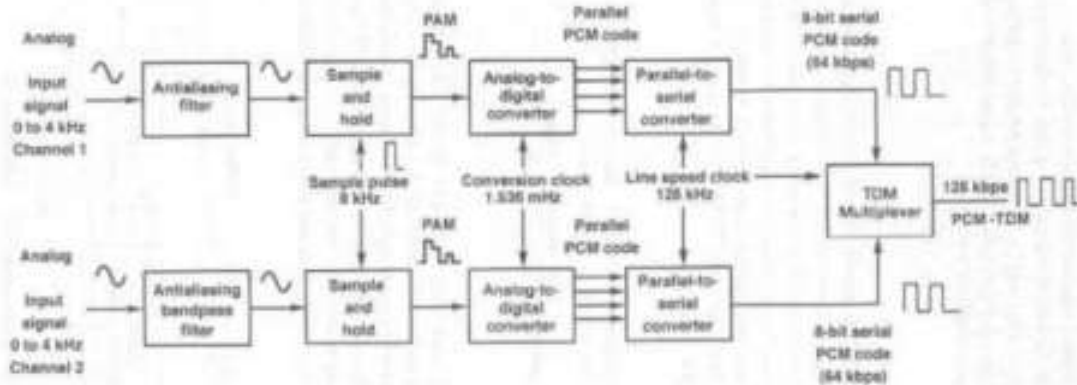 Analog
Input
signal
0 to 4 kHz
Channel 1
Antialiasing
filter
Sample
and
hold
PAM
Analog-to-
digital
converter
Parallel
PCM code
Parallel-to-
serial
converter
8-bit serial
PCM code
(64 kbps)
Sample pulse
8 kHz
Conversion clock
1.536 mHz
Line speed clock
128 kHz
TDM
Multiplexer
128 kbps
PCM -TDM
Analog
Input
signal
0 to 4 kHz
Channel 2
Antialiasing
bandpass
filter
Sample
and
hold
PAM
Analog-to-
digital
converter
Parallel
PCM code
Parallel-to-
serial
converter
8-bit serial
PCM code
(64 kbps)